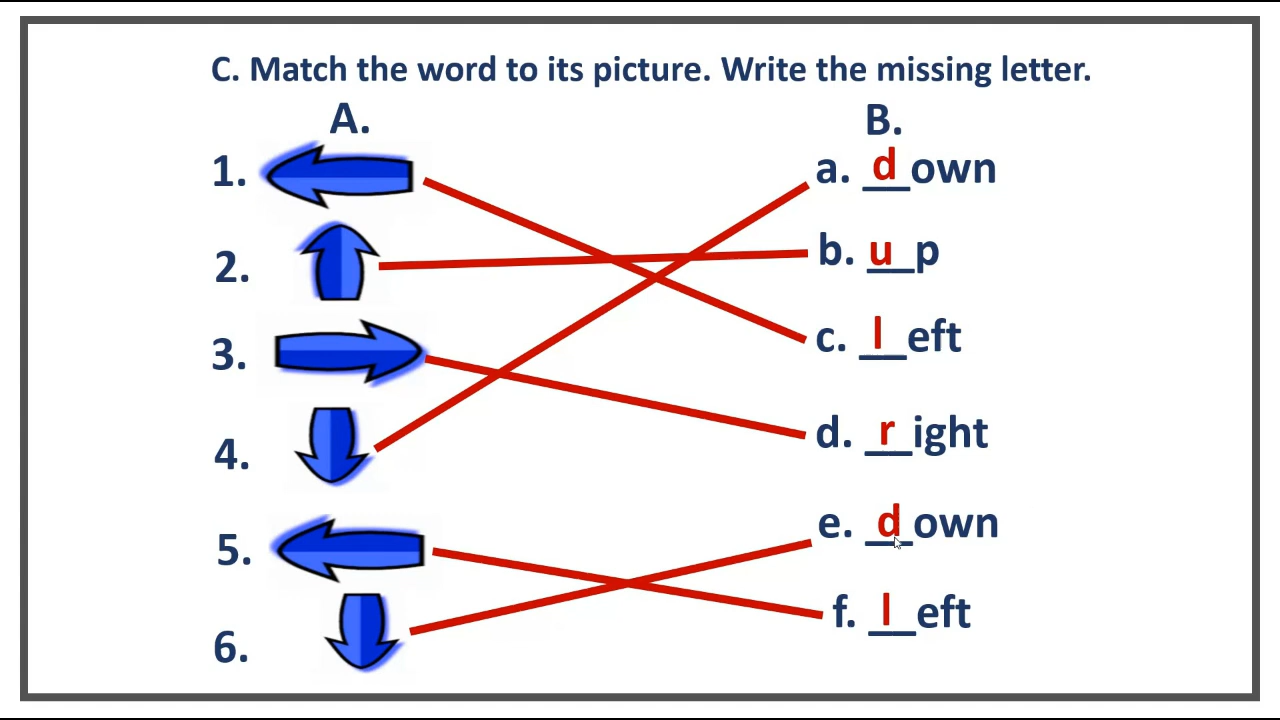 C. Match the word to its picture. Write the missing letter.
A. B.
1. a. down
2. b. up
3. c. left
4. d. right
5. e. down
6. f. left